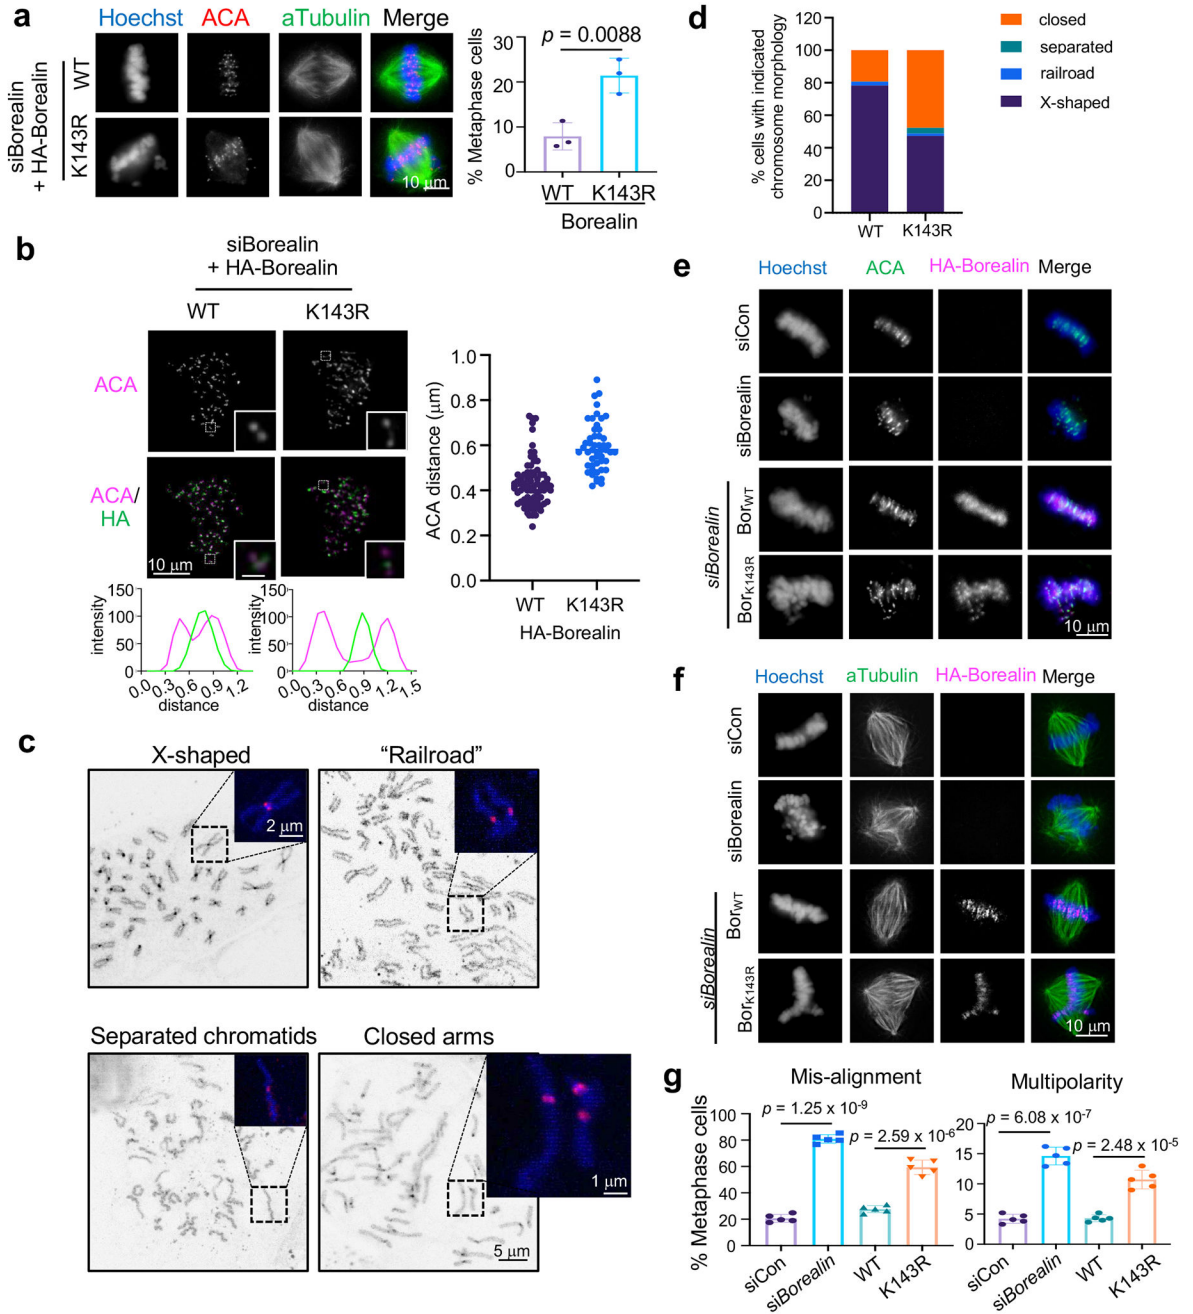 a
Hoechst ACA aTubulin Merge
siBorealin
+ HA-Borealin
WT
K143R
10 µm
% Metaphase cells
p = 0.0088
30
20
10
0
WT K143R
Borealin
b
siBorealin
+ HA-Borealin
WT K143R
ACA
ACA/
HA
10 µm
intensity
150
100
50
0
0.0 0.3 0.6 0.9 1.2
distance
intensity
150
100
50
0
0.0 0.3 0.6 0.9 1.2 1.5
distance
ACA distance (µm)
1.0
0.8
0.6
0.4
0.2
0.0
WT K143R
HA-Borealin
c
X-shaped
2 µm
“Railroad”
Separated chromatids
Closed arms
1 µm
5 µm
d
% cells with indicated
chromosome morphology
120
100
80
60
40
20
0
WT K143R
closed
separated
railroad
X-shaped
e
Hoechst ACA HA-Borealin Merge
siCon
siBorealin
siBorealin
BorWT
BorK143R
10 µm
f
Hoechst aTubulin HA-Borealin Merge
siCon
siBorealin
siBorealin
BorWT
BorK143R
10 µm
g
Mis-alignment
% Metaphase cells
p = 1.25 x 10-9
p = 2.59 x 10-6
100
80
60
40
20
0
siCon siBorealin WT K143R
Multipolarity
p = 6.08 x 10-7
p = 2.48 x 10-5
20
15
10
5
0
siCon siBorealin WT K143R